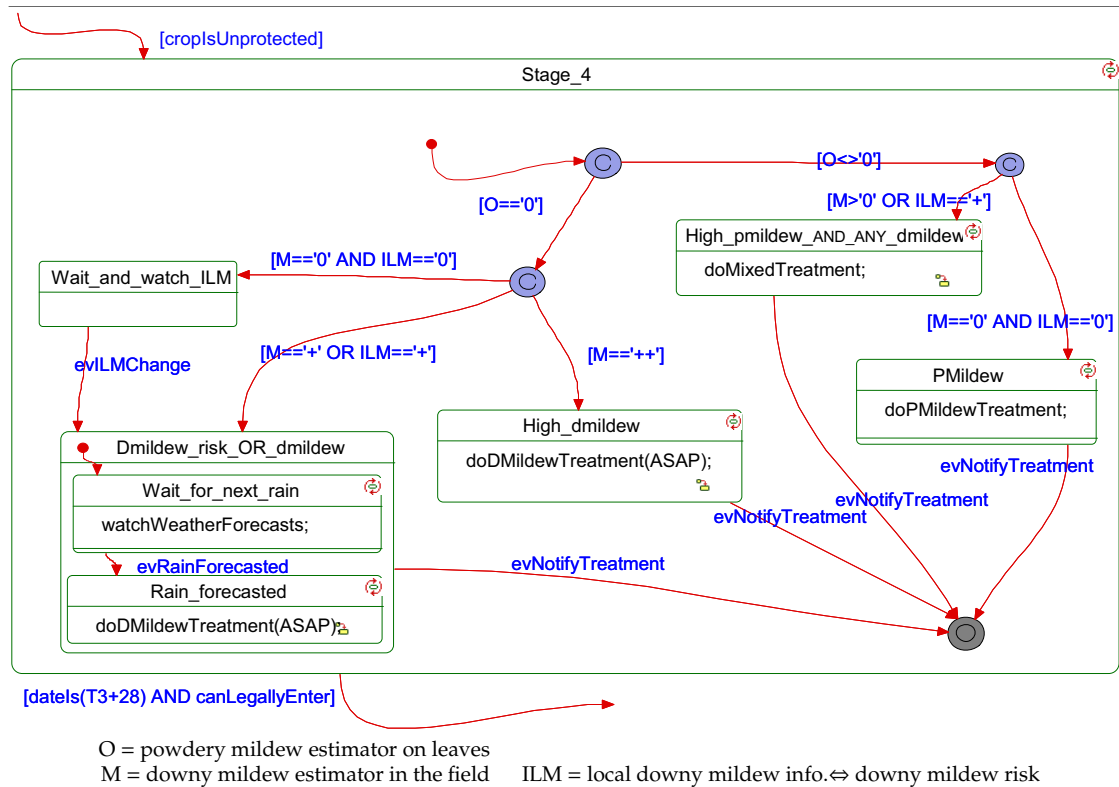 [cropIsUnprotected]
Stage_4
[O<>'0']
[O=='0']
[M>'0' OR ILM=='+']
High_pmildew_AND_ANY_dmildew
doMixedTreatment;
[M=='0' AND ILM=='0']
Wait_and_watch_ILM
[M=='0' AND ILM=='0']
[M=='+' OR ILM=='+']
[M=='++']
evILMChange
PMildew
doPMildewTreatment;
High_dmildew
doDMildewTreatment(ASAP);
Dmildew_risk_OR_dmildew
Wait_for_next_rain
watchWeatherForecasts;
evNotifyTreatment
evNotifyTreatment
evNotifyTreatment
evRainForecasted
evNotifyTreatment
Rain_forecasted
doDMildewTreatment(ASAP);
[dateIs(T3+28) AND canLegallyEnter]
O = powdery mildew estimator on leaves
M = downy mildew estimator in the field ILM = local downy mildew info.⇔ downy mildew risk